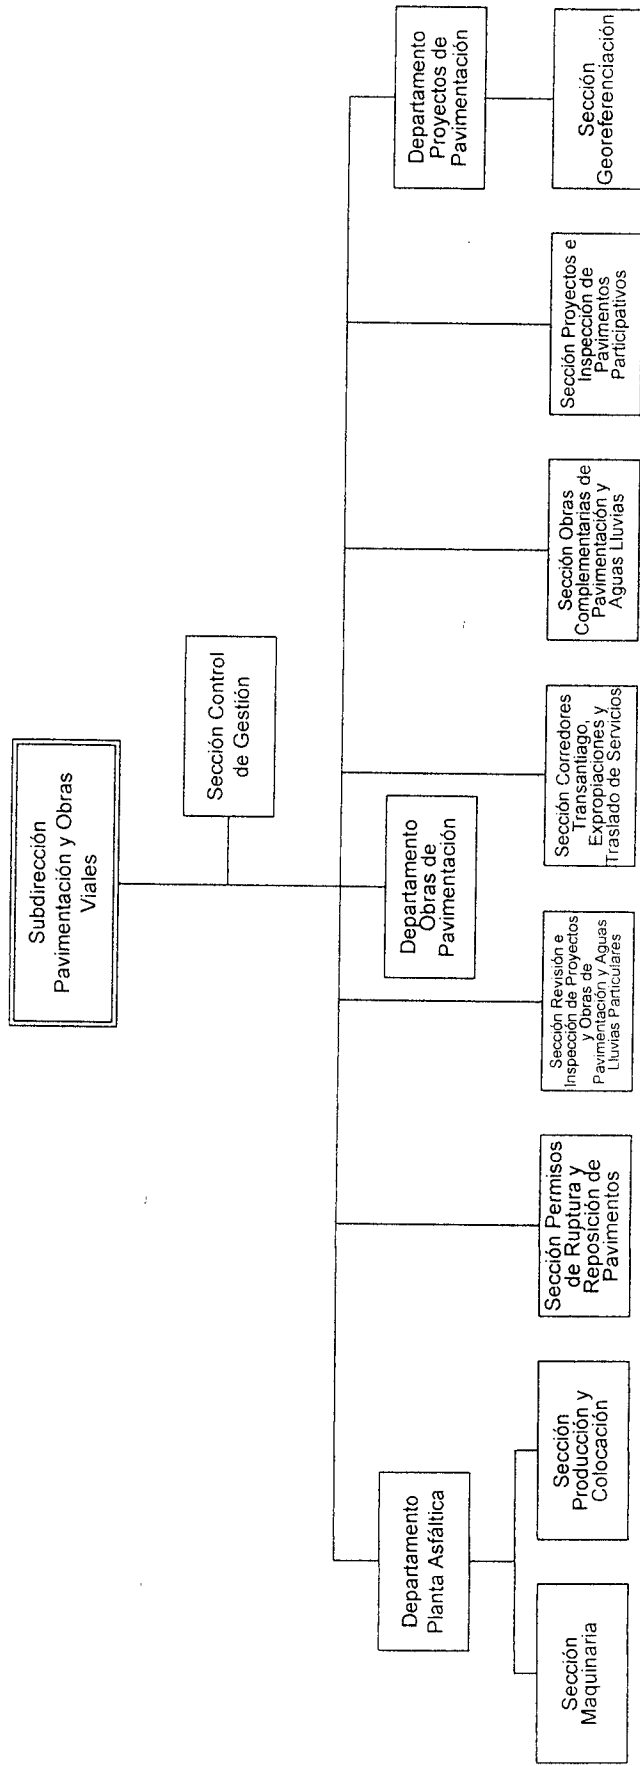 Subdirección
Pavimentación y Obras
Viales
Sección Control
de Gestión
Departamento
Planta Asfáltica
Departamento
Obras de
Pavimentación
Departamento
Proyectos de
Pavimentación
Sección
Maquinaria
Sección
Producción y
Colocación
Sección Permisos
de Ruptura y
Reposición de
Pavimentos
Sección Revisión e
Inspección de Proyectos
y Obras de
Pavimentación y Aguas
Lluvias Particulares
Sección Corredores
Transantiago,
Expropiaciones y
Traslado de Servicios
Sección Obras
Complementarias de
Pavimentación y
Aguas Lluvias
Sección Proyectos e
Inspección de
Pavimentos
Participativos
Sección
Georeferenciación